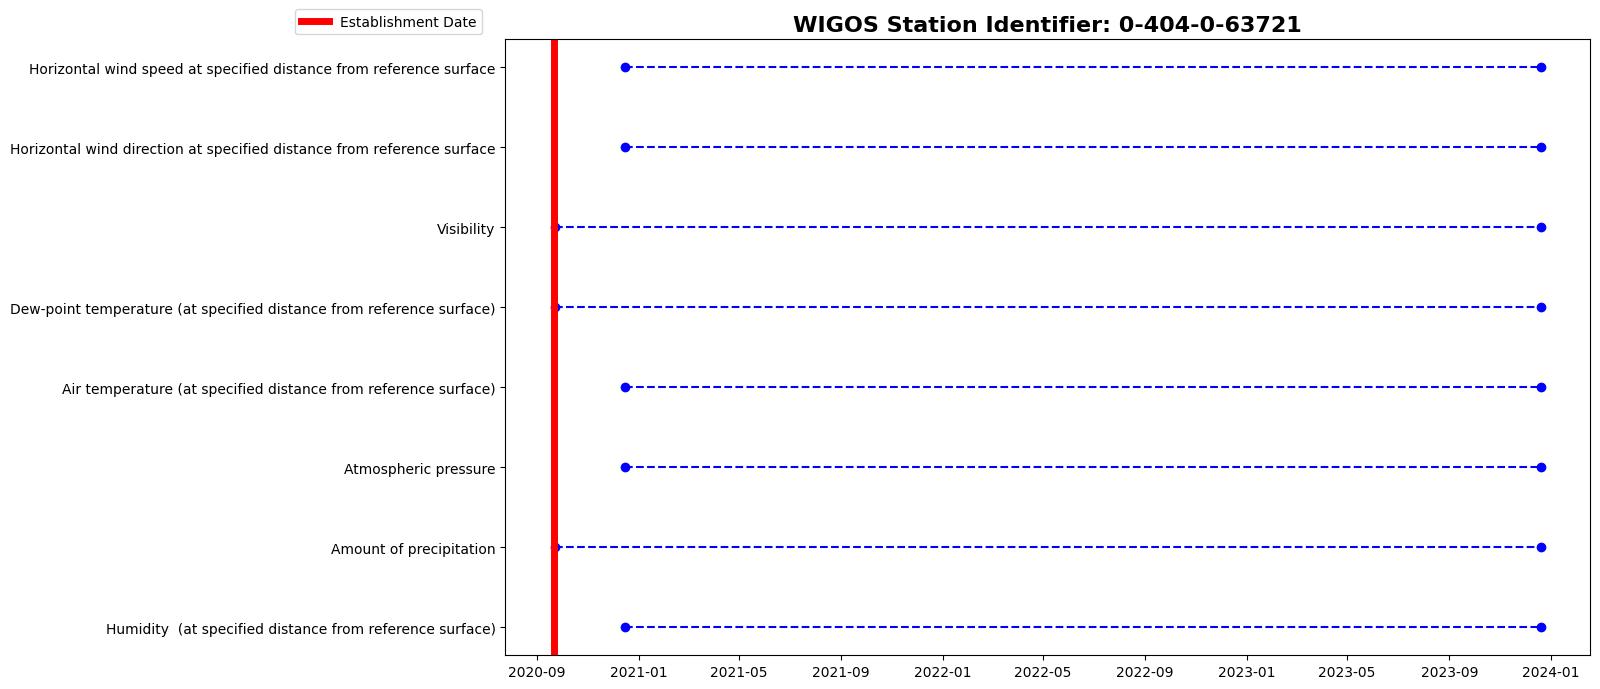 Establishment Date
WIGOS Station Identifier: 0-404-0-63721
Horizontal wind speed at specified distance from reference surface
Horizontal wind direction at specified distance from reference surface
Visibility
Dew-point temperature (at specified distance from reference surface)
Air temperature (at specified distance from reference surface)
Atmospheric pressure
Amount of precipitation
Humidity  (at specified distance from reference surface)
2020-09 2021-01 2021-05 2021-09 2022-01 2022-05 2022-09 2023-01 2023-05 2023-09 2024-01